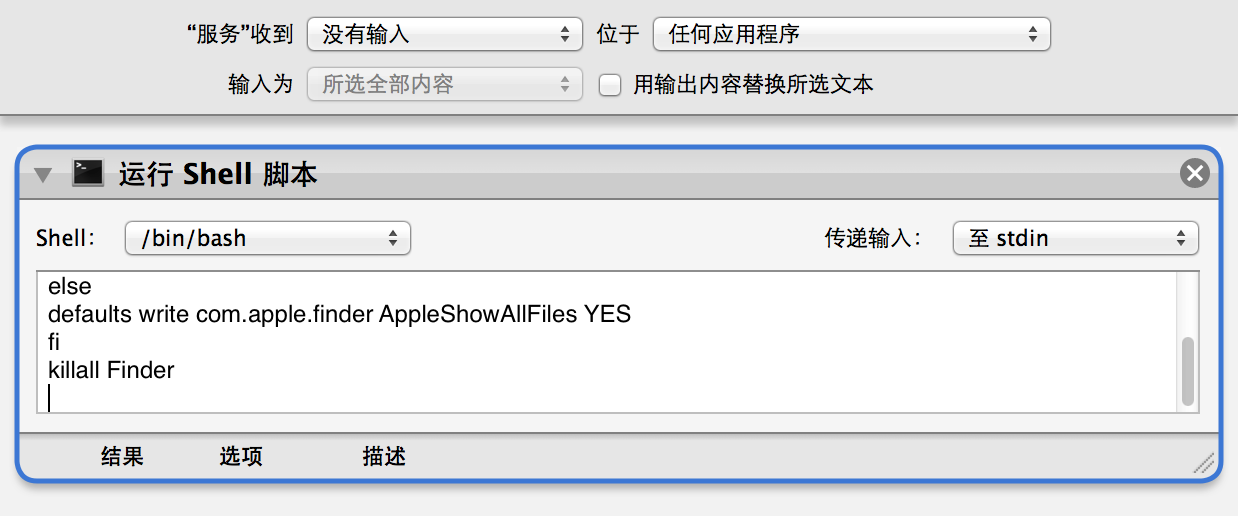 “服务”收到 没有输入 位于 任何应用程序
输入为 所选全部内容 用输出内容替换所选文本
运行 Shell 脚本
Shell： /bin/bash 传递输入： 至 stdin
else
defaults write com.apple.finder AppleShowAllFiles YES
fi
killall Finder
结果 选项 描述